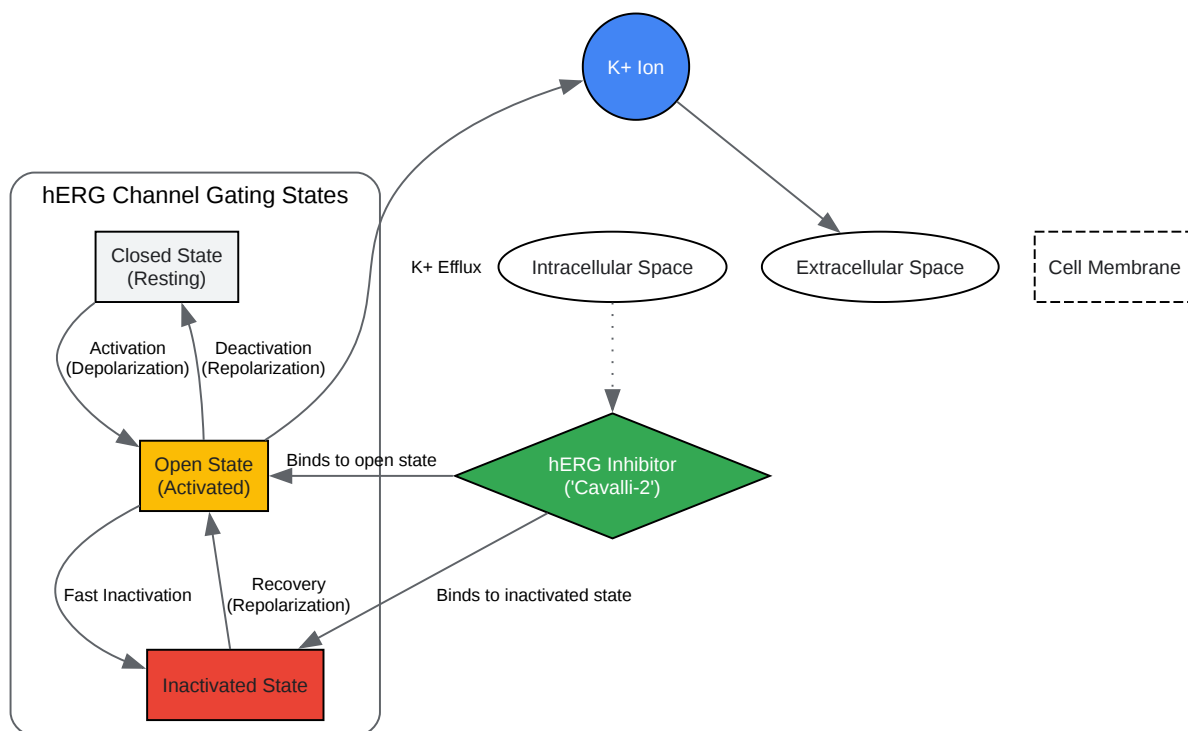 K+ Ion
hERG Channel Gating States
Closed State
(Resting)
K+ Efflux
Intracellular Space
Extracellular Space
Cell Membrane
Activation
(Depolarization)
Deactivation
(Repolarization)
Open State
(Activated)
Binds to open state
hERG Inhibitor
('Cavalli-2')
Fast Inactivation
Recovery
(Repolarization)
Binds to inactivated state
Inactivated State